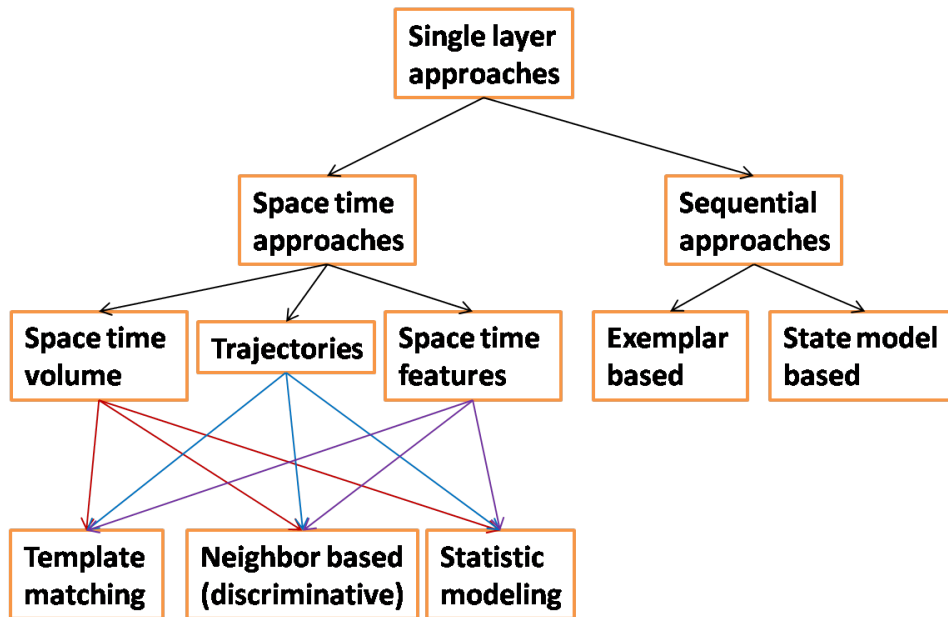 Single layer
approaches
Space time
approaches
Sequential
approaches
Space time
volume
Trajectories
Space time
features
Exemplar
based
State model
based
Template
matching
Neighbor based
(discriminative)
Statistic
modeling